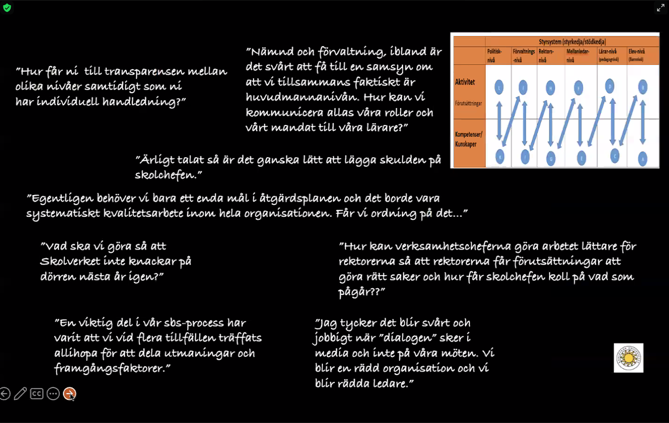 "Hur får ni till transparensen mellan
olika nivåer samtidigt som ni
har individuell handledning?"
"Nämnd och förvaltning, ibland är
det svårt att få till en samsyn om
att vi tillsammans faktiskt är
huvudmannanivån. Hur kan vi
kommunicera allas våra roller och
vårt mandat till våra lärare?"
Styrsystem (styrkedja/stödkedja)
Politisk- Förvaltnings Rektors- Mellanledar- Lärar-nivå Elev-nivå
nivå -nivå nivå nivå
Aktivitet
Förutsättningar
Kompetenser/
Kunskaper
"Ärligt talat så är det ganska lätt att lägga skulden på
skolchefen."
"Egentligen behöver vi bara ett enda mål i åtgärdsplanen och det borde vara
systematiskt kvalitetsarbete inom hela organisationen. Får vi ordning på det..."
"Vad ska vi göra så att
Skolverket inte knackar på
dörren nästa år igen?"
"Hur kan verksamhetscheferna göra arbetet lättare för
rektorerna så att rektorerna får förutsättningar att
göra rätt saker och hur får skolchefen koll på vad som
pågår??"
"En viktig del i vår sbs-process har
varit att vi vid flera tillfällen träffats
allihopa för att dela utmaningar och
framgångsfaktorer."
"Jag tycker det blir svårt och
jobbigt när "dialogen" sker i
media och inte på våra möten. Vi
blir en rädd organisation och vi
blir rädda ledare."